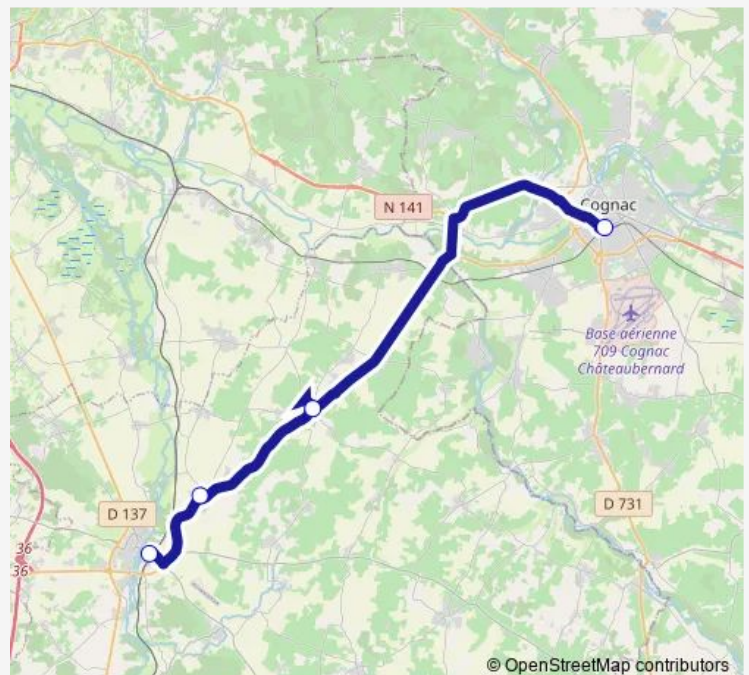 N 141
Cognac
Base aérienne
709 Cognac
Châteaubernard
D 731
D 137
36
36
© OpenStreetMap contributors